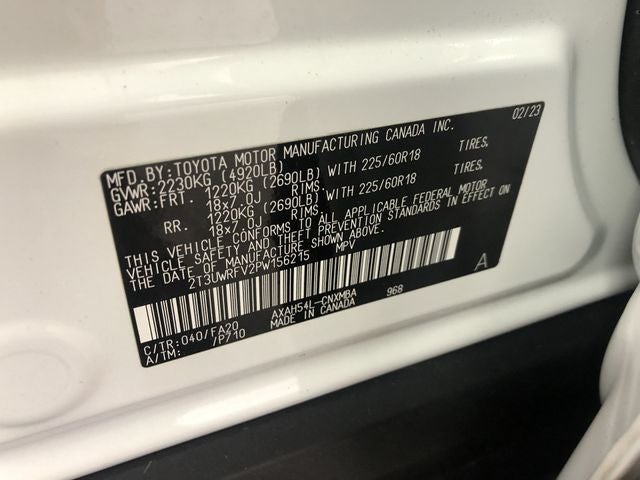 MFD.BY:TOYOTA MOTOR MANUFACTURING CANADA INC. 02/23
GVWR:2230KG (4920LB)
GAWR:FRT. 1220KG (2690LB) WITH 225/60R18 TIRES,
18x7.0J RIMS,
RR. 1220KG (2690LB) WITH 225/60R18 TIRES,
18x7.0J RIMS.
THIS VEHICLE CONFORMS TO ALL APPLICABLE FEDERAL MOTOR
VEHICLE SAFETY AND THEFT PREVENTION STANDARDS IN EFFECT ON
THE DATE OF MANUFACTURE SHOWN ABOVE.
2T3UWRFV2PW156215 MPV
A
C/TR:040/FA20 AXAH54L-CNXMBA 968
A/TM: /P710 MADE IN CANADA